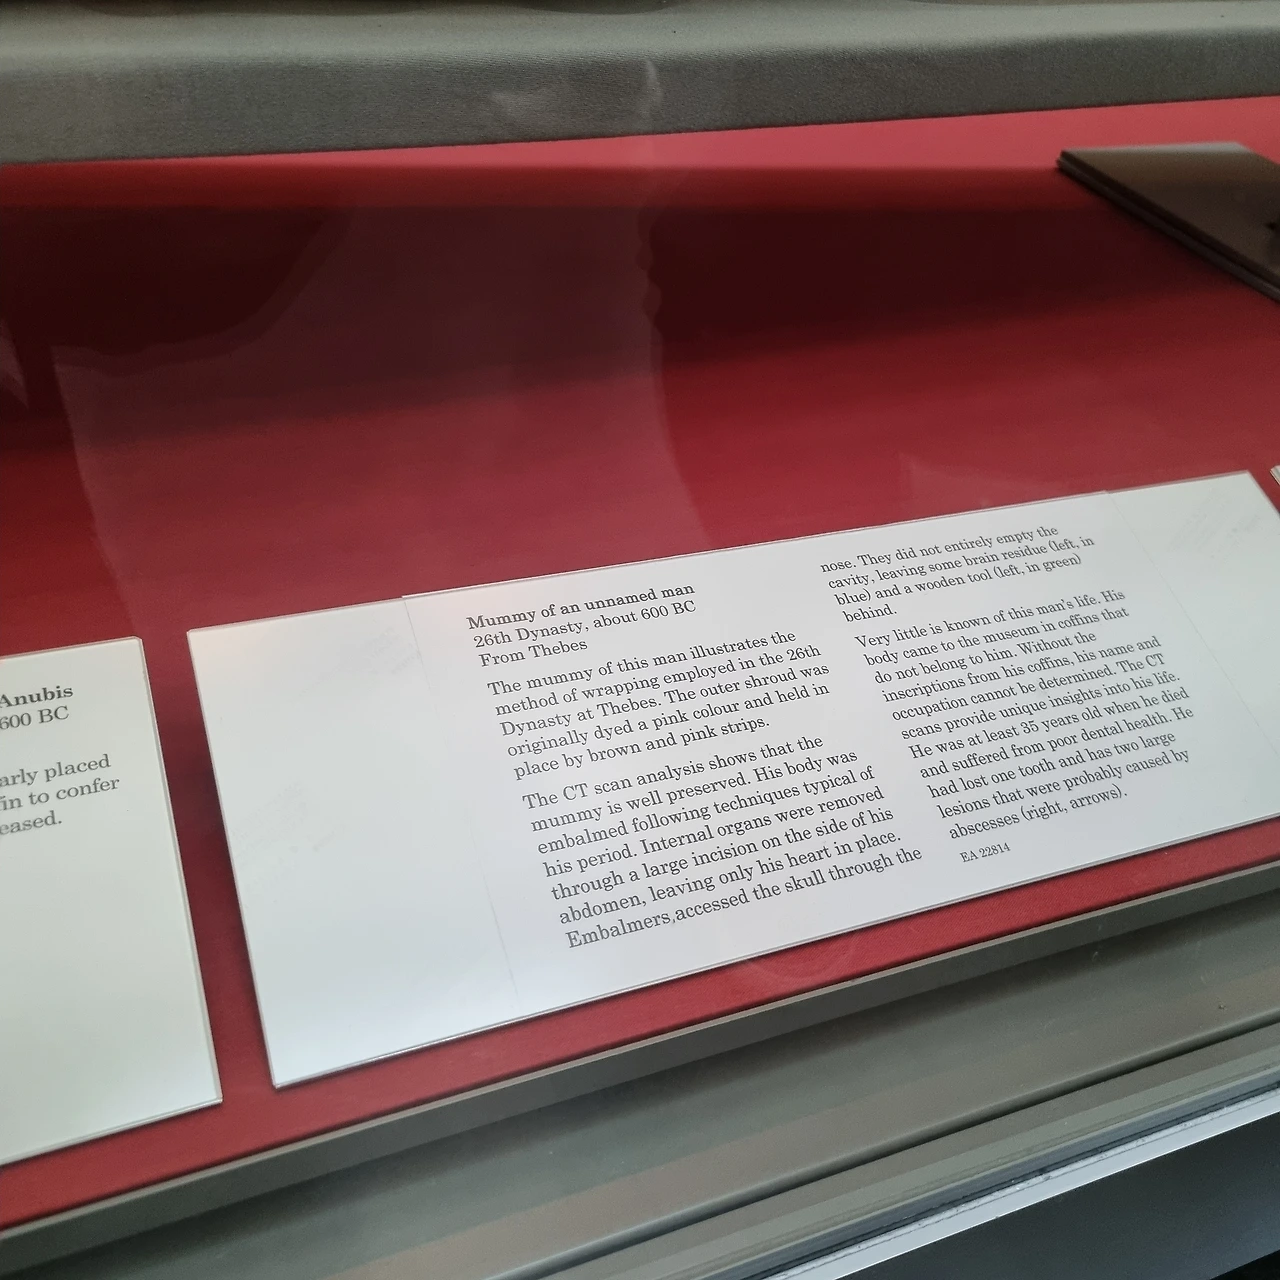 Anubis
600 BC
arly placed
fin to confer
eased.
Mummy of an unnamed man
26th Dynasty, about 600 BC
From Thebes
The mummy of this man illustrates the
method of wrapping employed in the 26th
Dynasty at Thebes. The outer shroud was
originally dyed a pink colour and held in
place by brown and pink strips.
The CT scan analysis shows that the
mummy is well preserved. His body was
embalmed following techniques typical of
his period. Internal organs were removed
through a large incision on the side of his
abdomen, leaving only his heart in place.
Embalmers accessed the skull through the
nose. They did not entirely empty the
cavity, leaving some brain residue (left, in
blue) and a wooden tool (left, in green)
behind.
Very little is known of this man's life. His
body came to the museum in coffins that
do not belong to him. Without the
inscriptions from his coffins, his name and
occupation cannot be determined. The CT
scans provide unique insights into his life.
He was at least 35 years old when he died
and suffered from poor dental health. He
had lost one tooth and has two large
lesions that were probably caused by
abscesses (right, arrows).
EA 22814